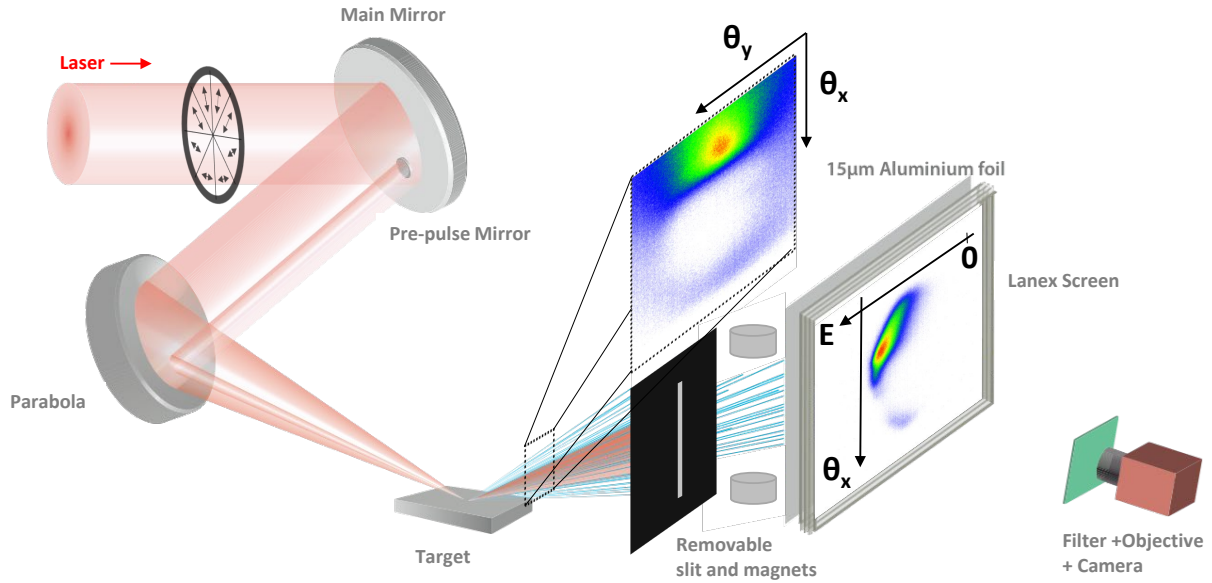 Main Mirror
Laser
θy
θx
15µm Aluminium foil
Pre-pulse Mirror
0
Lanex Screen
E
Parabola
θx
Target
Removable
slit and magnets
Filter +Objective
+ Camera